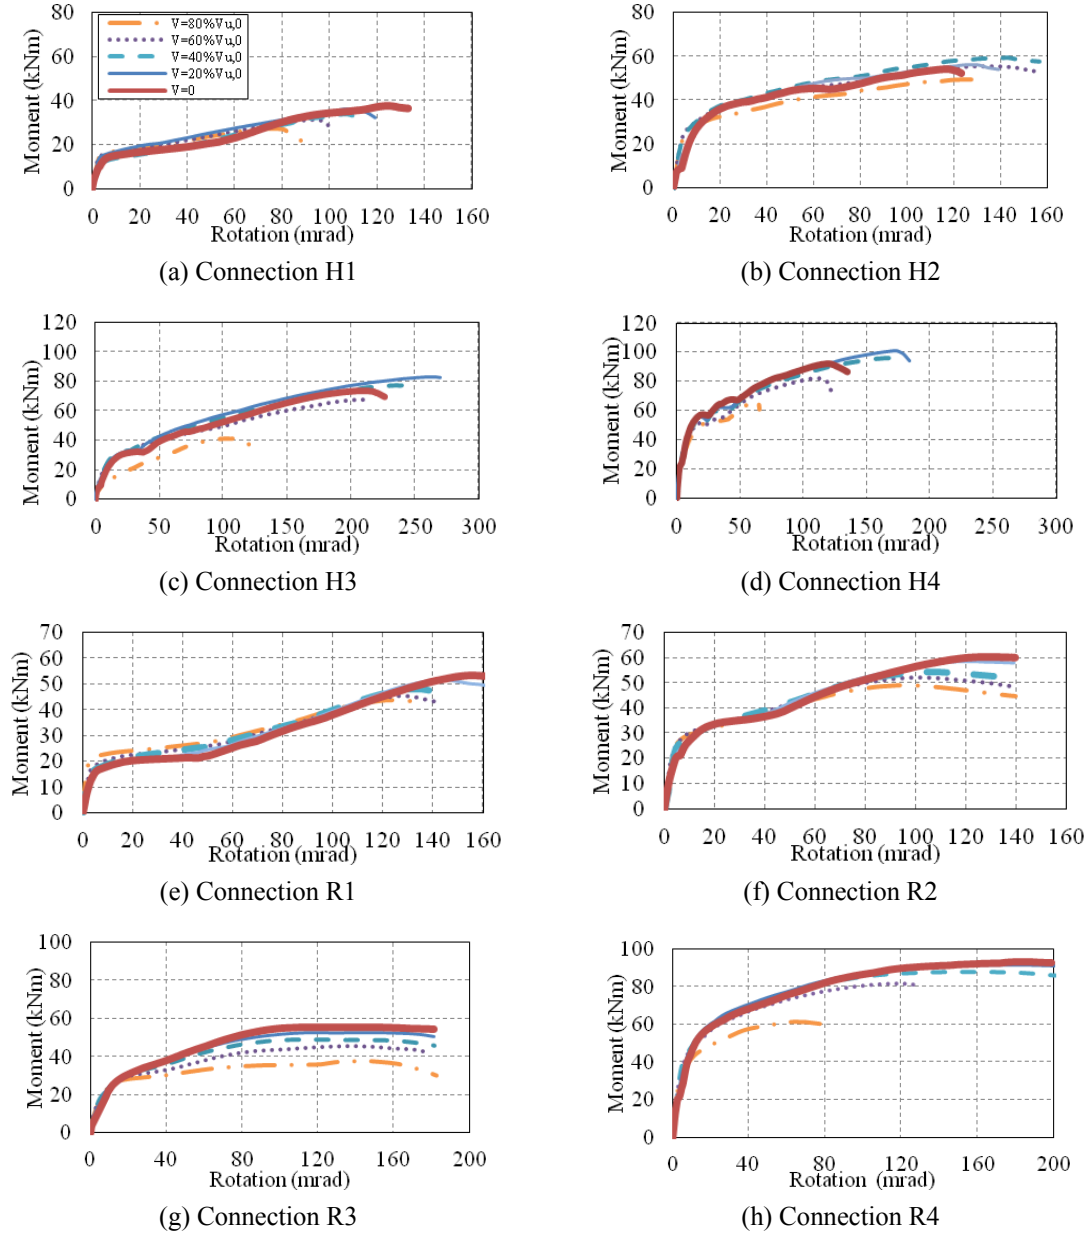 80
60
40
20
0
Moment (kNm)
V=80%Vu,0
V=60%Vu,0
V=40%Vu,0
V=20%Vu,0
V=0
0 20 40 60 80 100 120 140 160
Rotation (mrad)
(a) Connection H1
80
60
40
20
0
Moment (kNm)
0 20 40 60 80 100 120 140 160
Rotation (mrad)
(b) Connection H2
120
100
80
60
40
20
0
Moment (kNm)
0 50 100 150 200 250 300
Rotation (mrad)
(c) Connection H3
120
100
80
60
40
20
0
Moment (kNm)
0 50 100 150 200 250 300
Rotation (mrad)
(d) Connection H4
70
60
50
40
30
20
10
0
Moment (kNm)
0 20 40 60 80 100 120 140 160
Rotation (mrad)
(e) Connection R1
70
60
50
40
30
20
10
0
Moment (kNm)
0 20 40 60 80 100 120 140 160
Rotation (mrad)
(f) Connection R2
100
80
60
40
20
0
Moment (kNm)
0 40 80 120 160 200
Rotation (mrad)
(g) Connection R3
100
80
60
40
20
0
Moment (kNm)
0 40 80 120 160 200
Rotation (mrad)
(h) Connection R4